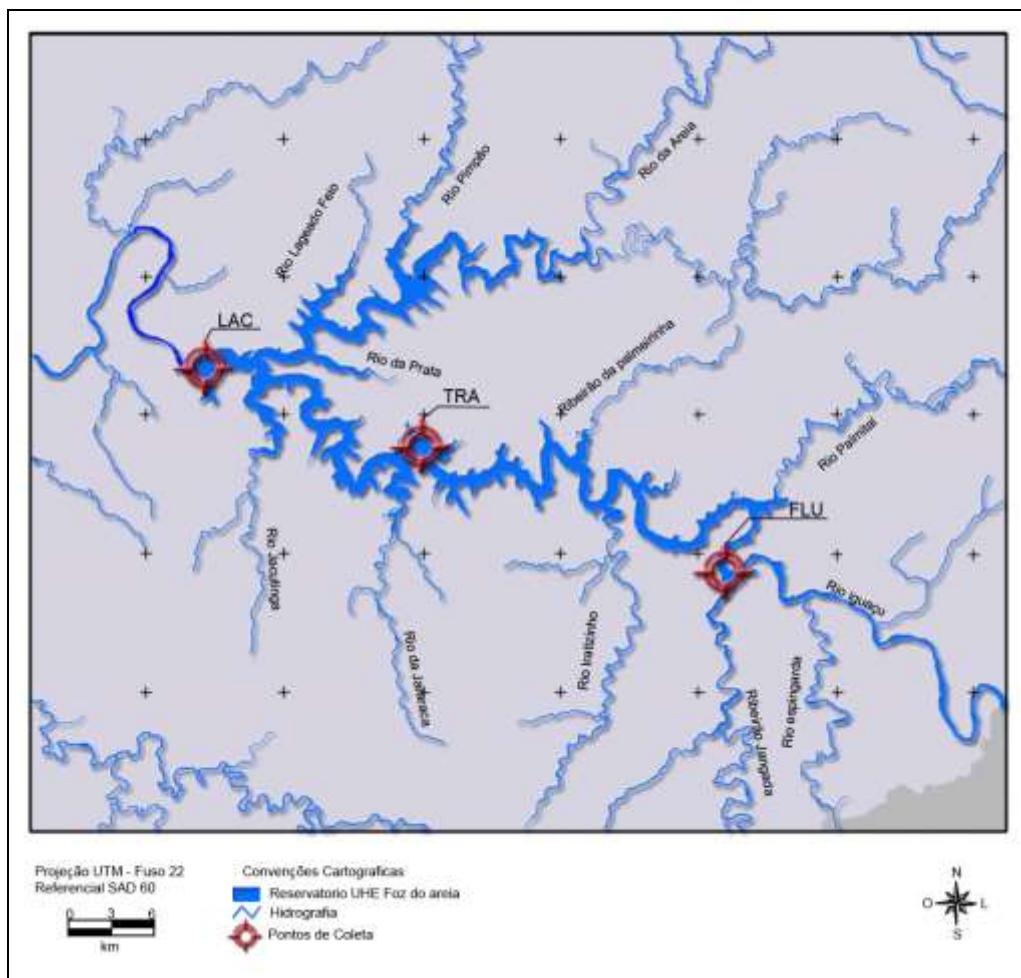 Rio Pimpão
Rio da Areia
Rio Lageado Feio
LAC
Rio da Prata
Ribeirão da palmeirinha
TRA
Rio Palmital
FLU
Rio Jacutinga
Rio Iguaçu
Rio da Jararaca
Rio Iratizinho
Ribeirão Jangada
Rio espingarda
Projeção UTM - Fuso 22
Referencial SAD 60
0 3 6
km
Convenções Cartograficas
Reservatorio UHE Foz do areia
Hidrografia
Pontos de Coleta
N
O L
S